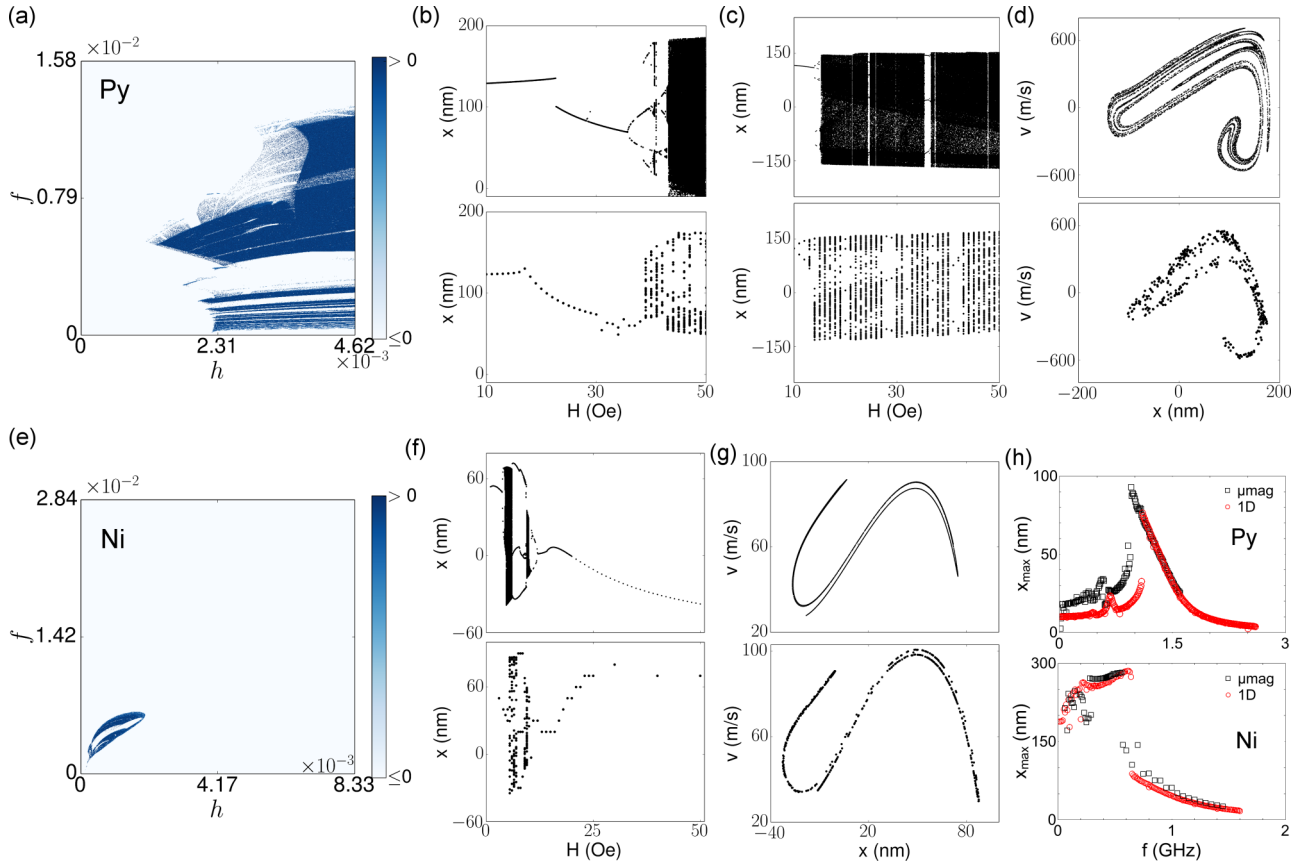 (a)
×10⁻²
1.58
Py
f
0.79
0
0
2.31
4.62
×10⁻³
h
> 0
≤0
(b)
200
x (nm)
100
0
200
x (nm)
100
0
10
30
50
H (Oe)
(c)
150
x (nm)
0
−150
150
x (nm)
0
−150
10
30
50
H (Oe)
(d)
600
v (m/s)
0
−600
600
v (m/s)
0
−600
−200
0
200
x (nm)
(e)
×10⁻²
2.84
Ni
f
1.42
0
0
4.17
8.33
×10⁻³
h
> 0
≤0
(f)
60
x (nm)
0
−60
60
x (nm)
0
−60
0
25
50
H (Oe)
(g)
100
v (m/s)
60
20
100
v (m/s)
60
20
−40
20
80
x (nm)
(h)
100
xmax (nm)
50
0
0
1.5
3
μmag
1D
Py
300
xmax (nm)
150
0
0
1
2
μmag
1D
Ni
f (GHz)